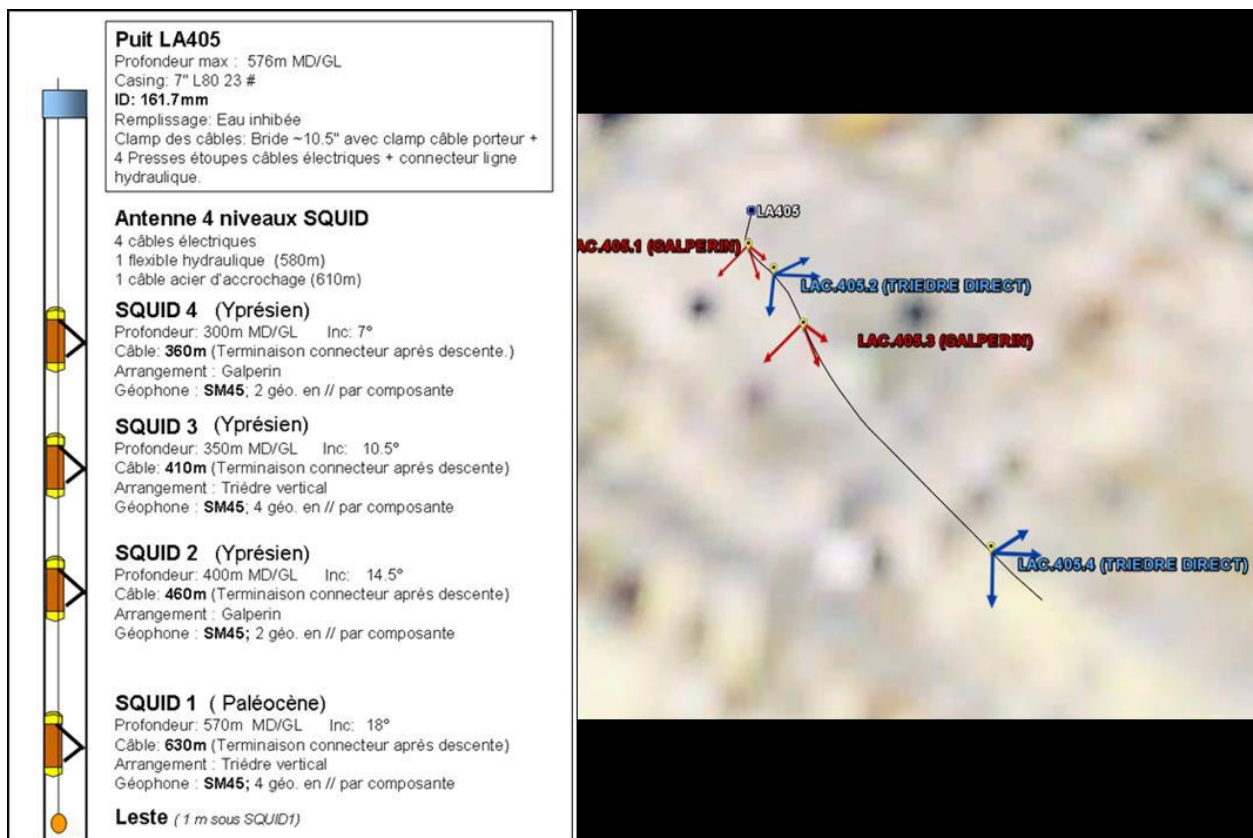 Puit LA405
Profondeur max : 576m MD/GL
Casing: 7" L80 23 #
ID: 161.7mm
Remplissage: Eau inhibée
Clamp des câbles: Bride ~10.5" avec clamp câble porteur +
4 Presses étoupes câbles électriques + connecteur ligne
hydraulique.
Antenne 4 niveaux SQUID
4 câbles électriques
1 flexible hydraulique (580m)
1 câble acier d'accrochage (610m)
SQUID 4 (Yprésien)
Profondeur: 300m MD/GL Inc: 7°
Câble: 360m (Terminaison connecteur après descente.)
Arrangement : Galperin
Géophone : SM45; 2 géo. en // par composante
SQUID 3 (Yprésien)
Profondeur: 350m MD/GL Inc: 10.5°
Câble: 410m (Terminaison connecteur après descente)
Arrangement : Triédre vertical
Géophone : SM45; 4 géo. en // par composante
SQUID 2 (Yprésien)
Profondeur: 400m MD/GL Inc: 14.5°
Câble: 460m (Terminaison connecteur après descente)
Arrangement : Galperin
Géophone : SM45; 2 géo. en // par composante
SQUID 1 ( Paléocène)
Profondeur: 570m MD/GL Inc: 18°
Câble: 630m (Terminaison connecteur après descente)
Arrangement : Triédre vertical
Géophone : SM45; 4 géo. en // par composante
Leste ( 1 m sous SQUID1)
LA405
AC.405.1 (GALPERIN)
LAC.405.2 (TRIEDRE DIRECT)
LAC.405.3 (GALPERIN)
LAC.405.4 (TRIEDRE DIRECT)